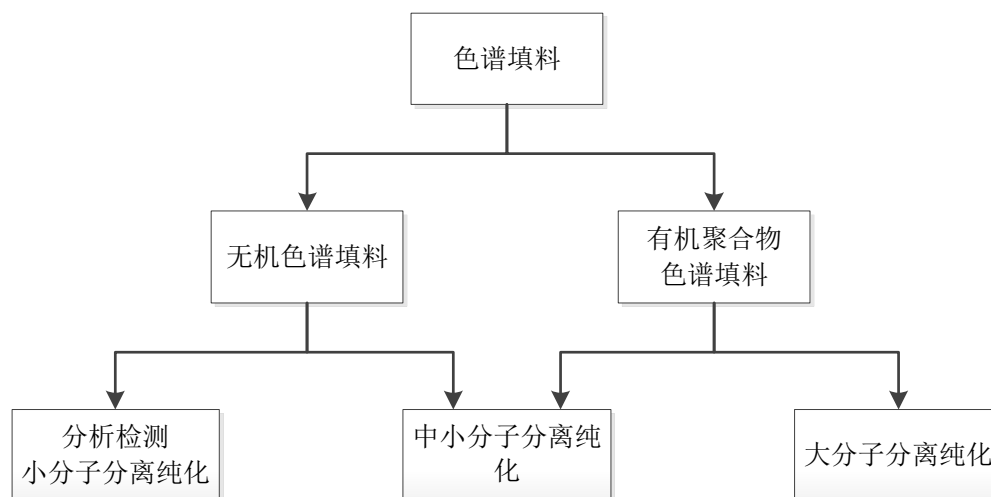 色谱填料
无机色谱填料
有机聚合物
色谱填料
分析检测
小分子分离纯化
中小分子分离纯
化
大分子分离纯化